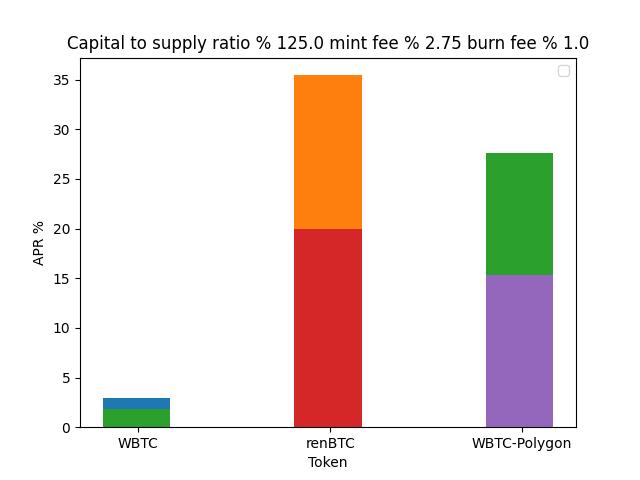 Capital to supply ratio % 125.0 mint fee % 2.75 burn fee % 1.0
35
30
25
20
15
10
5
0
APR %
WBTC
renBTC
WBTC-Polygon
Token